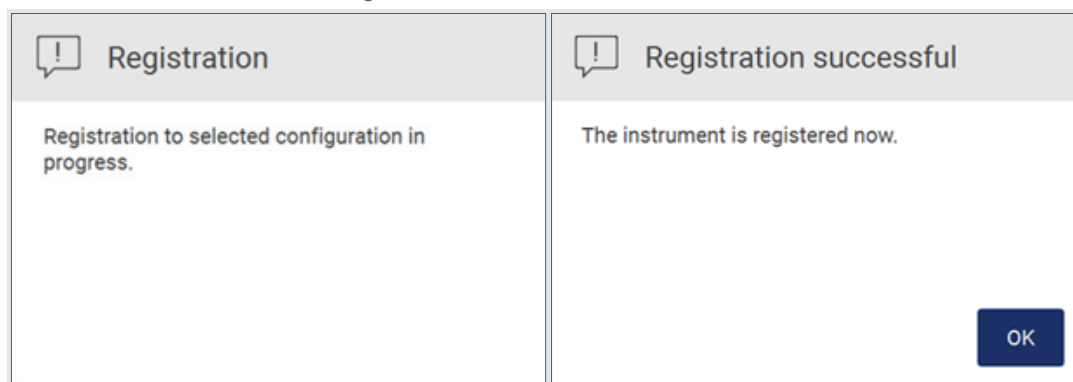 Registration
Registration to selected configuration in
progress.
Registration successful
The instrument is registered now.
OK